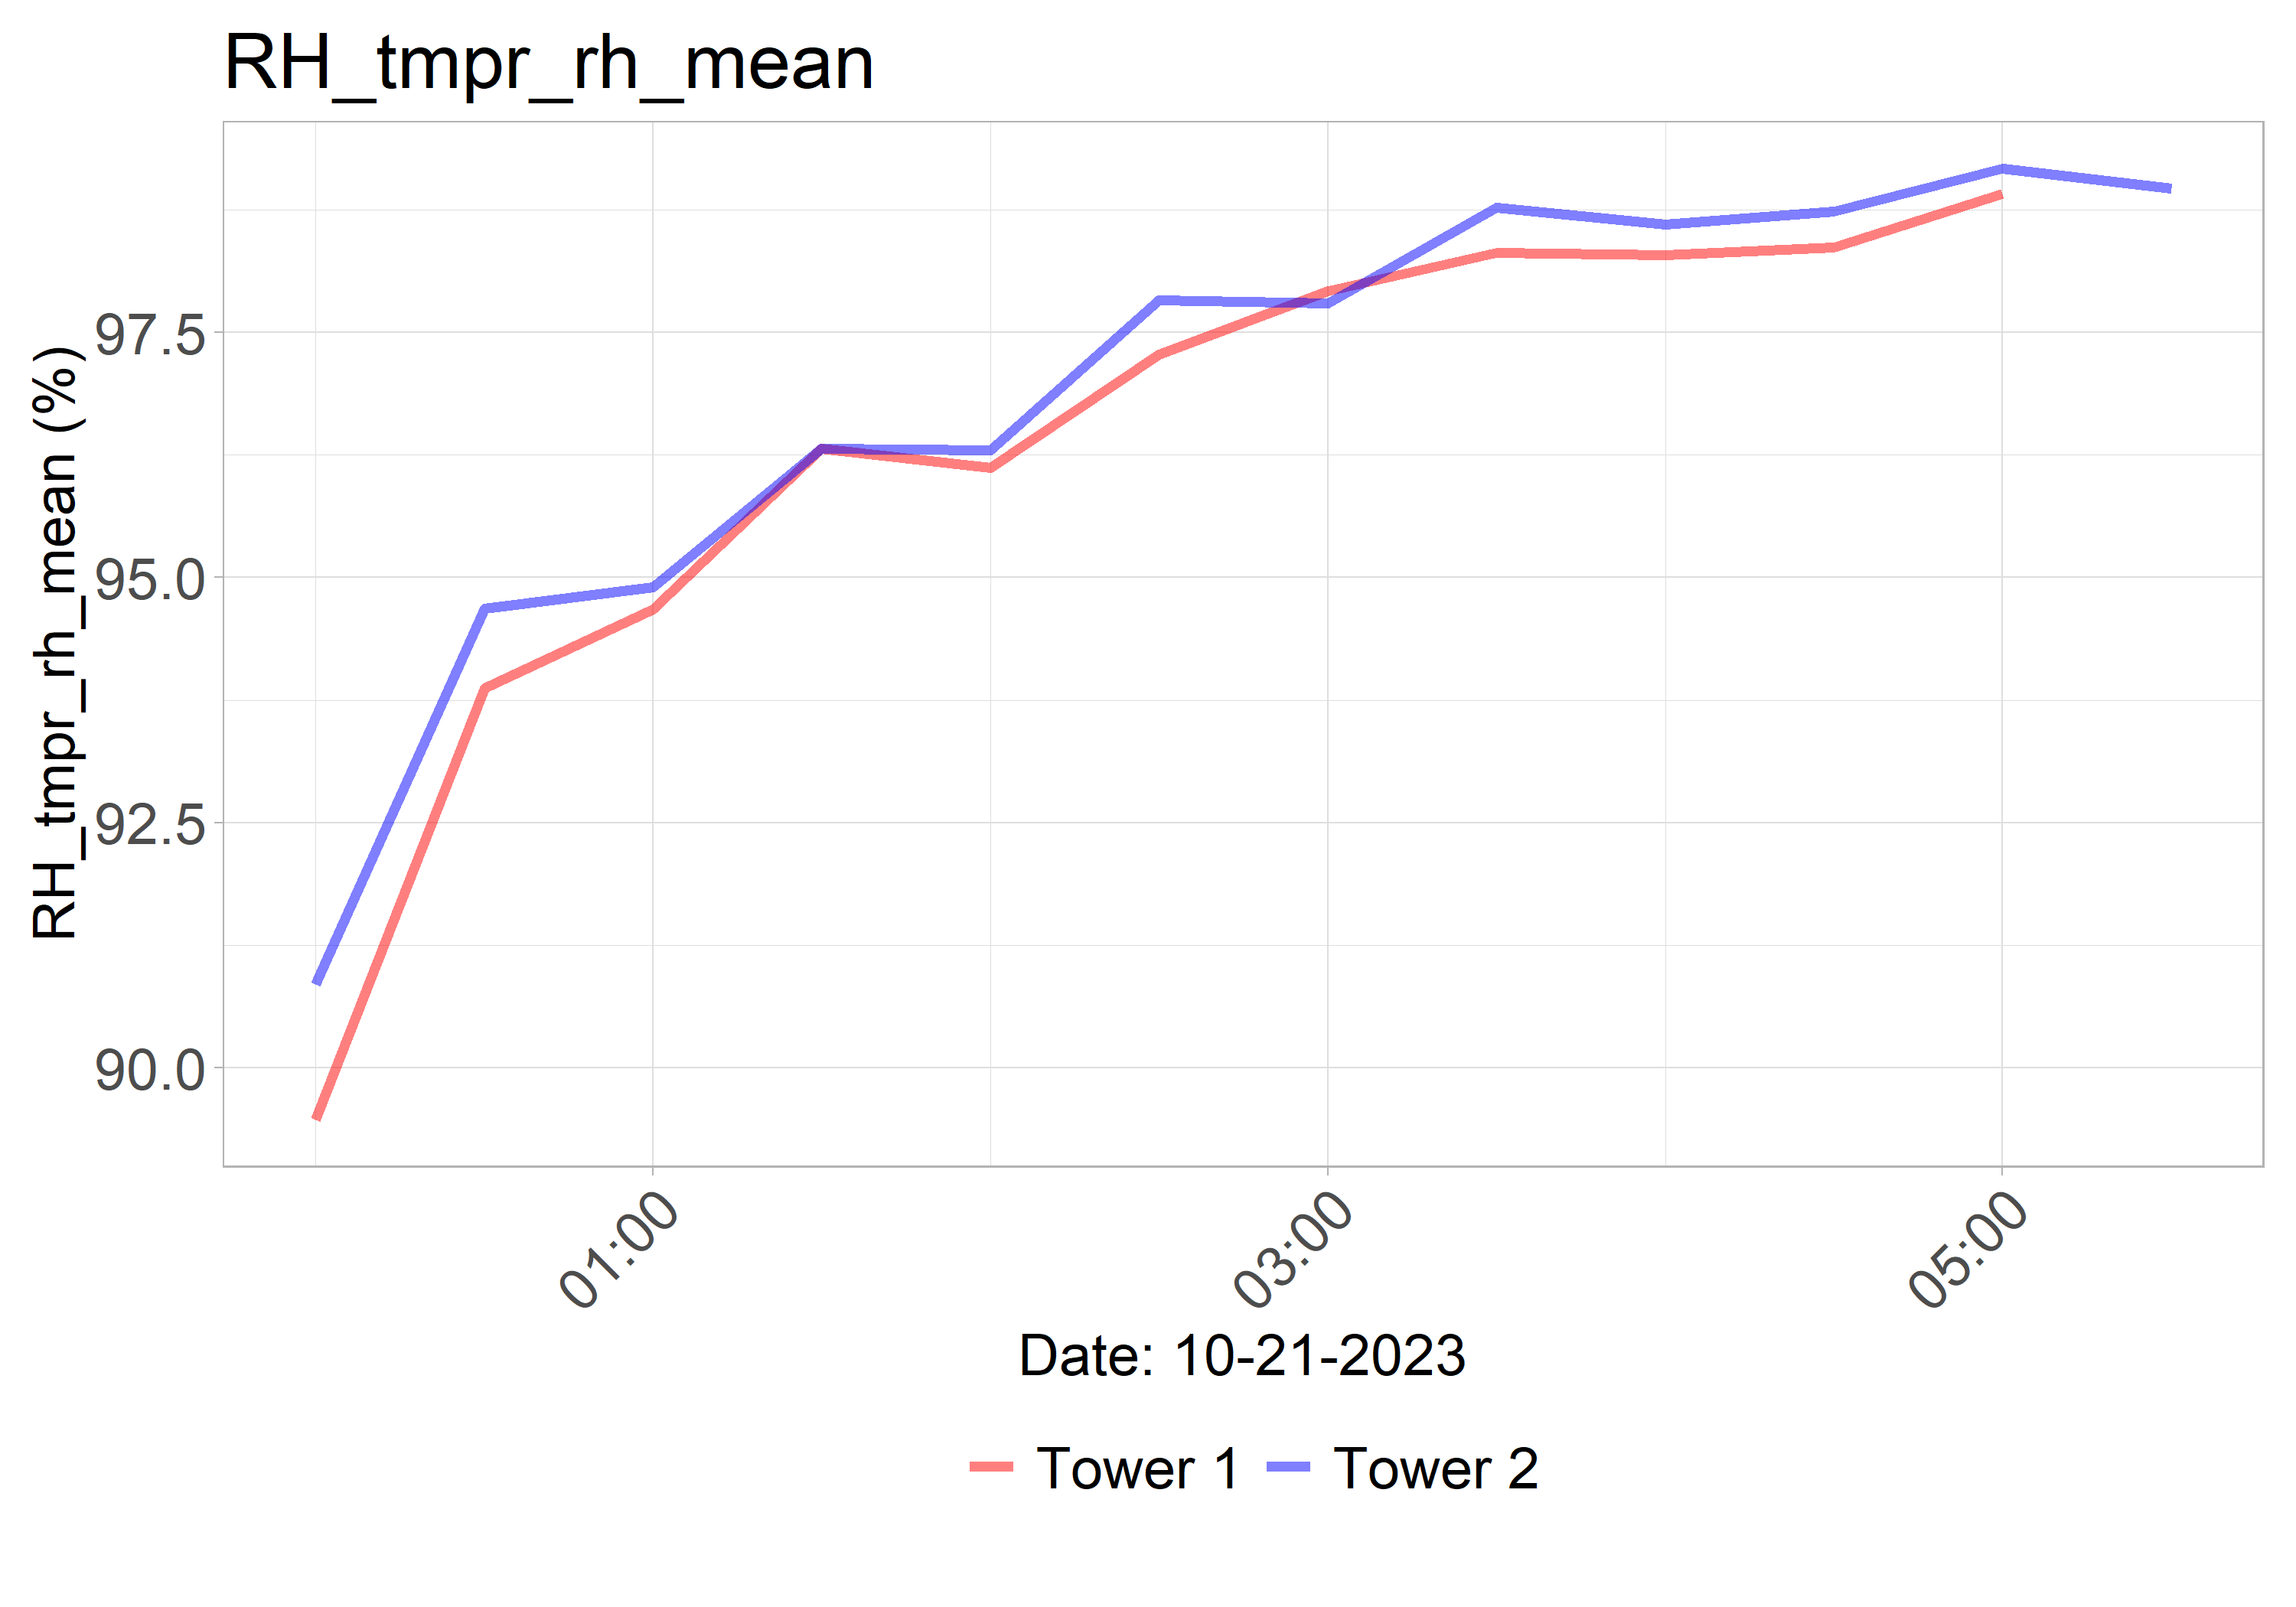 RH_tmpr_rh_mean
RH_tmpr_rh_mean (%)
97.5
95.0
92.5
90.0
01:00
03:00
05:00
Date: 10-21-2023
Tower 1
Tower 2